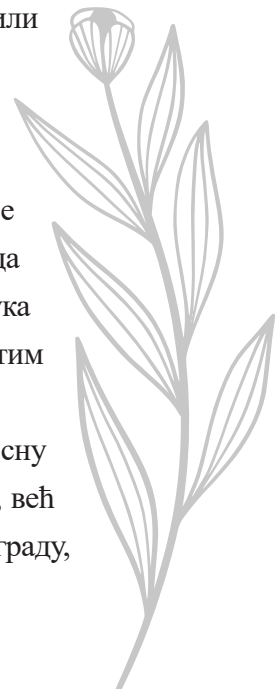 или
е
ца
ука
тим
сну
већ
граду,